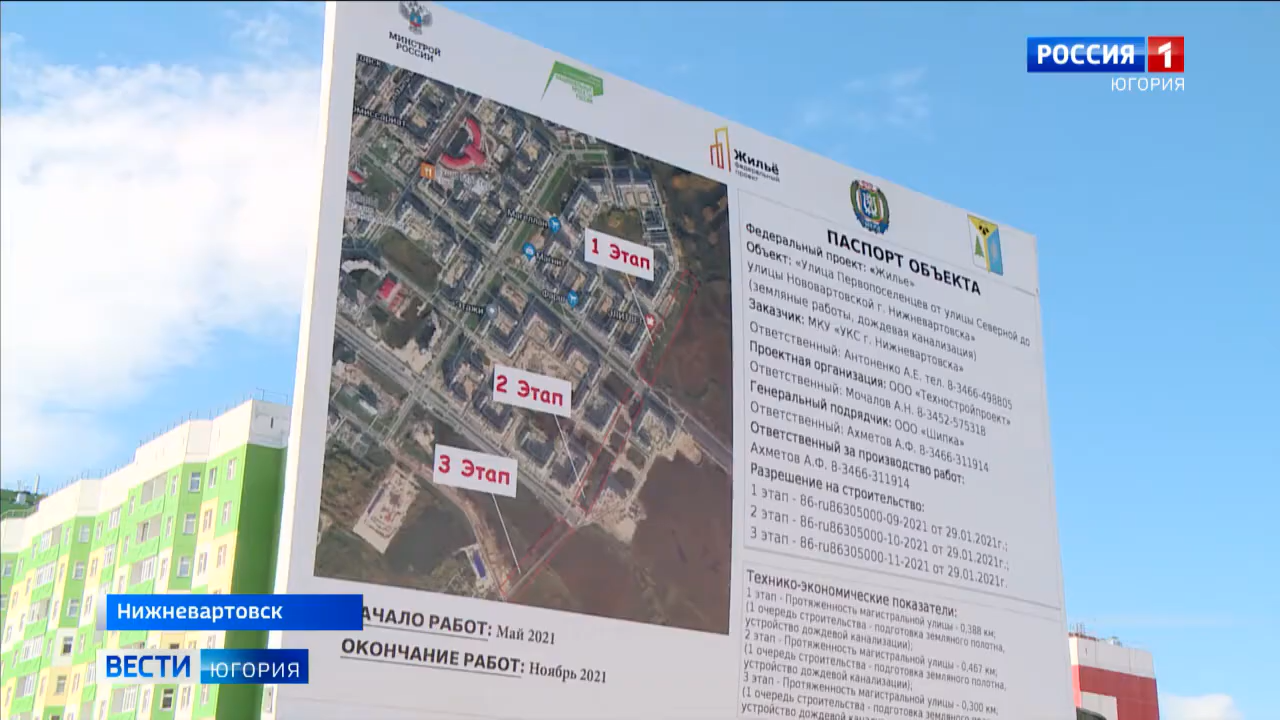 МИНСТРОЙ
РОССИИ
РОССИЯ 1
ЮГОРИЯ
Жильё
федеральный
проект
1 Этап
2 Этап
3 Этап
ПАСПОРТ ОБЪЕКТА
Федеральный проект: «Жилье»
Объект: «Улица Первопоселенцев от улицы Северной до
улицы Нововартовской г. Нижневартовска»
(земляные работы, дождевая канализация)
Заказчик: МКУ «УКС г. Нижневартовска»
Ответственный: Антоненко А.Е. тел. 8-3466-498805
Проектная организация: ООО «Техностройпроект»
Ответственный: Мочалов А.Н. 8-3452-575318
Генеральный подрядчик: ООО «Щипка»
Ответственный: Ахметов А.Ф. 8-3466-311914
Ответственный за производство работ:
Ахметов А.Ф. 8-3466-311914
Разрешение на строительство:
1 этап - 86-ru86305000-09-2021 от 29.01.2021г.;
2 этап - 86-ru86305000-10-2021 от 29.01.2021г.;
3 этап - 86-ru86305000-11-2021 от 29.01.2021г.
Технико-экономические показатели:
1 этап - Протяженность магистральной улицы - 0,388 км;
(1 очередь строительства - подготовка земляного полотна,
устройство дождевой канализации);
2 этап - Протяженность магистральной улицы - 0,467 км;
(1 очередь строительства - подготовка земляного полотна,
устройство дождевой канализации);
3 этап - Протяженность магистральной улицы - 0,300 км;
(1 очередь строительства - подготовка земляного полотна,
устройство дождевой канализации)
АЧАЛО РАБОТ: Май 2021
ОКОНЧАНИЕ РАБОТ: Ноябрь 2021
Нижневартовск
ВЕСТИ ЮГОРИЯ